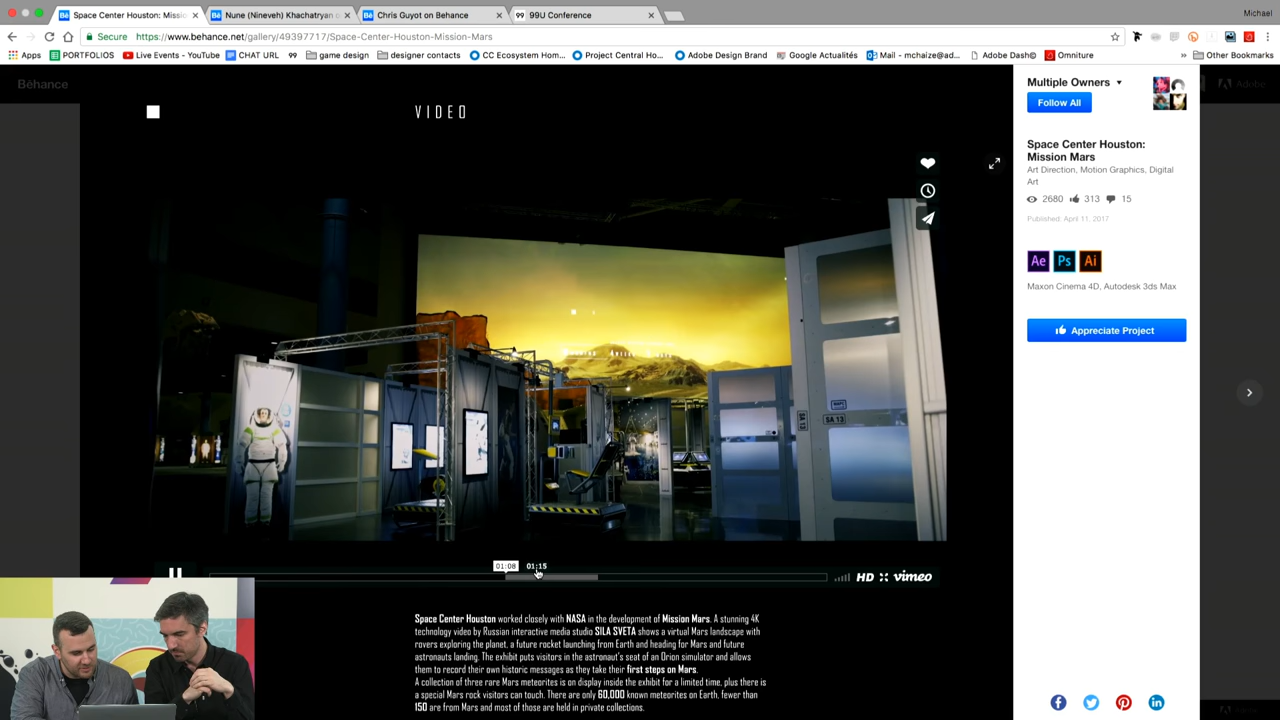 Space Center Houston: Missio
Nune (Nineveh) Khachatryan
Chris Guyot on Behance
99 99U Conference
Michael
Secure https://www.behance.net/gallery/49397717/Space-Center-Houston-Mission-Mars
Apps PORTFOLIOS Live Events - YouTube CHAT URL 99 game design designer contacts CC Ecosystem Hom... Project Central Ho... Adobe Design Brand Google Actualités Mail - mchaize@ad... Adobe Dash© Omniture » Other Bookmarks
Bēhance
Adobe
VIDEO
Multiple Owners
Follow All
Space Center Houston:
Mission Mars
Art Direction, Motion Graphics, Digital
Art
2680 313 15
Published: April 11, 2017
Ae Ps Ai
Maxon Cinema 4D, Autodesk 3ds Max
Appreciate Project
SA 13
SA 13
01:08 01:15
HD vimeo
Space Center Houston worked closely with NASA in the development of Mission Mars. A stunning 4K
technology video by Russian interactive media studio SILA SVETA shows a virtual Mars landscape with
rovers exploring the planet, a future rocket launching from Earth and heading for Mars and future
astronauts landing. The exhibit puts visitors in the astronaut's seat of an Orion simulator and allows
them to record their own historic messages as they take their first steps on Mars.
A collection of three rare Mars meteorites is on display inside the exhibit for a limited time, plus there is
a special Mars rock visitors can touch. There are only 60,000 known meteorites on Earth, fewer than
150 are from Mars and most of those are held in private collections.